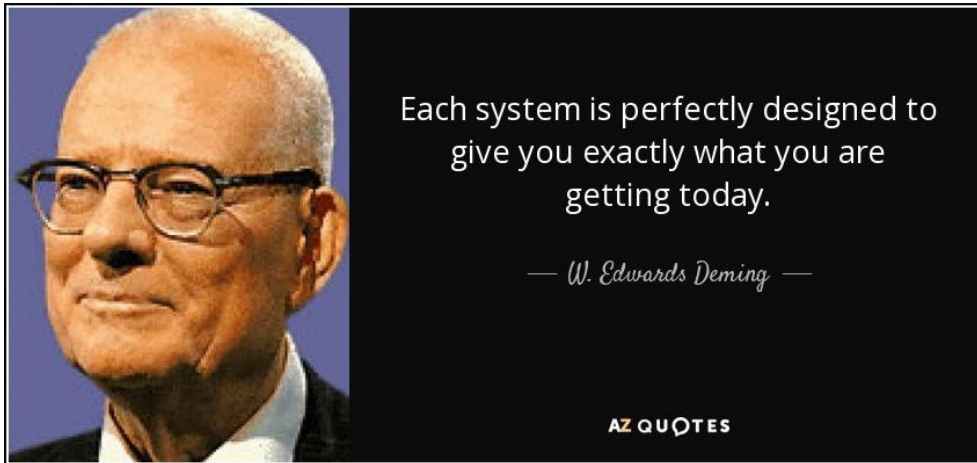 Each system is perfectly designed to
give you exactly what you are
getting today.
— W. Edwards Deming —
AZ QUOTES